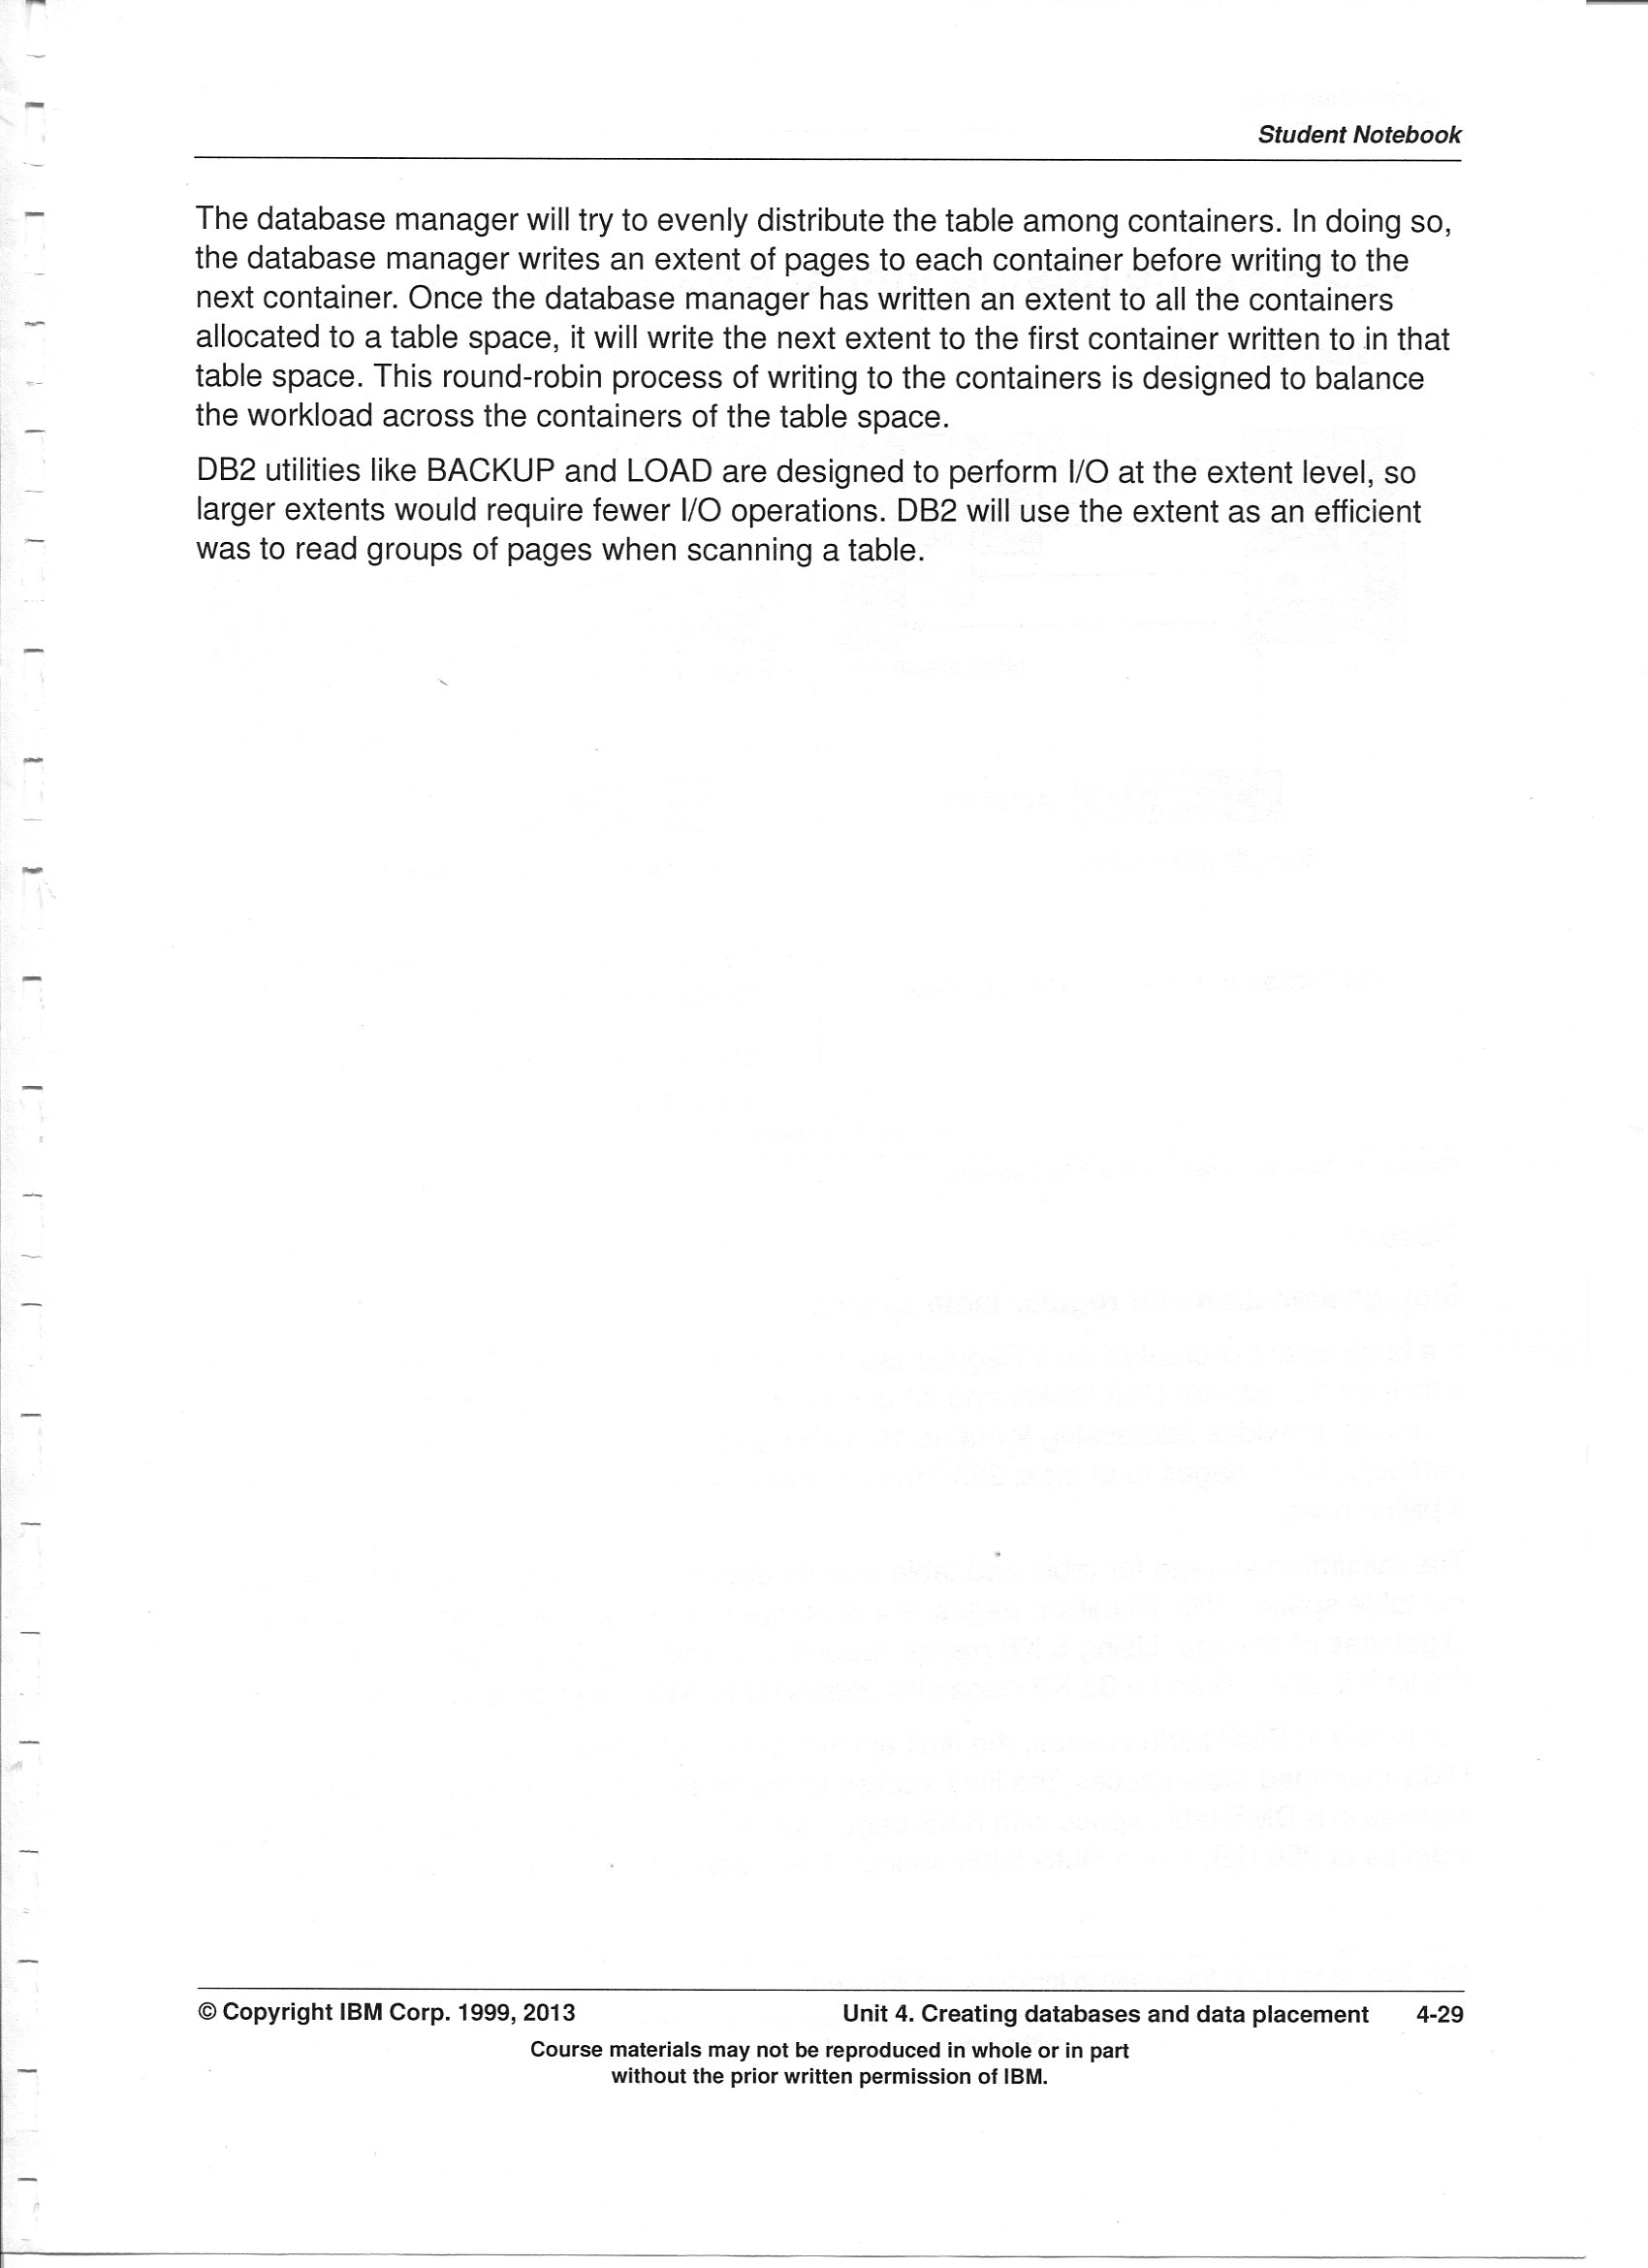 Student Notebook
The database manager will try to evenly distribute the table among containers. In doing so,
the database manager writes an extent of pages to each container before writing to the
next container. Once the database manager has written an extent to all the containers
allocated to a table space, it will write the next extent to the first container written to in that
table space. This round-robin process of writing to the containers is designed to balance
the workload across the containers of the table space.
DB2 utilities like BACKUP and LOAD are designed to perform I/O at the extent level, so
larger extents would require fewer I/O operations. DB2 will use the extent as an efficient
was to read groups of pages when scanning a table.
© Copyright IBM Corp. 1999, 2013 Unit 4. Creating databases and data placement 4-29
Course materials may not be reproduced in whole or in part
without the prior written permission of IBM.